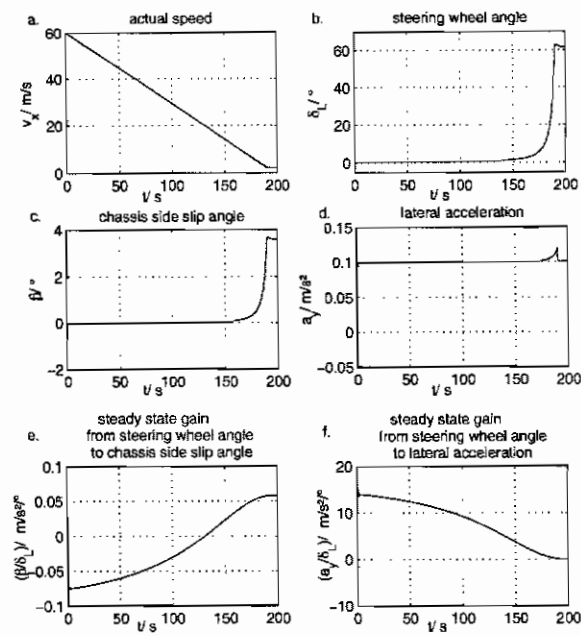 a. actual speed
60
40
20
0
v_x/ m/s
0 50 100 150 200
t/ s
b. steering wheel angle
60
40
20
0
δ_L/ °
0 50 100 150 200
t/ s
c. chassis side slip angle
4
2
0
−2
β/ °
0 50 100 150 200
t/ s
d. lateral acceleration
0.15
0.1
0.05
0
−0.05
a_y/ m/s²
0 50 100 150 200
t/ s
e. steady state gain
from steering wheel angle
to chassis side slip angle
0.1
0.05
0
−0.05
−0.1
(β/δ_L)/ m/s²/°
0 50 100 150 200
t/ s
f. steady state gain
from steering wheel angle
to lateral acceleration
20
10
0
−10
(a_y/δ_L)/ m/s²/°
0 50 100 150 200
t/ s